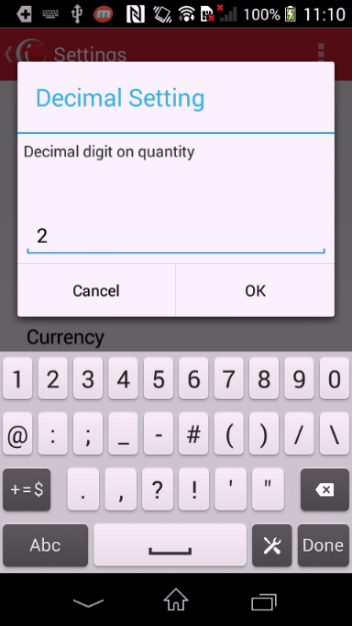 100% 11:10
Settings
Decimal Setting
Decimal digit on quantity
2
Cancel OK
Currency
1 2 3 4 5 6 7 8 9 0
@ : ; _ - # ( ) / \
+=$ . , ? ! ' "
Abc Done